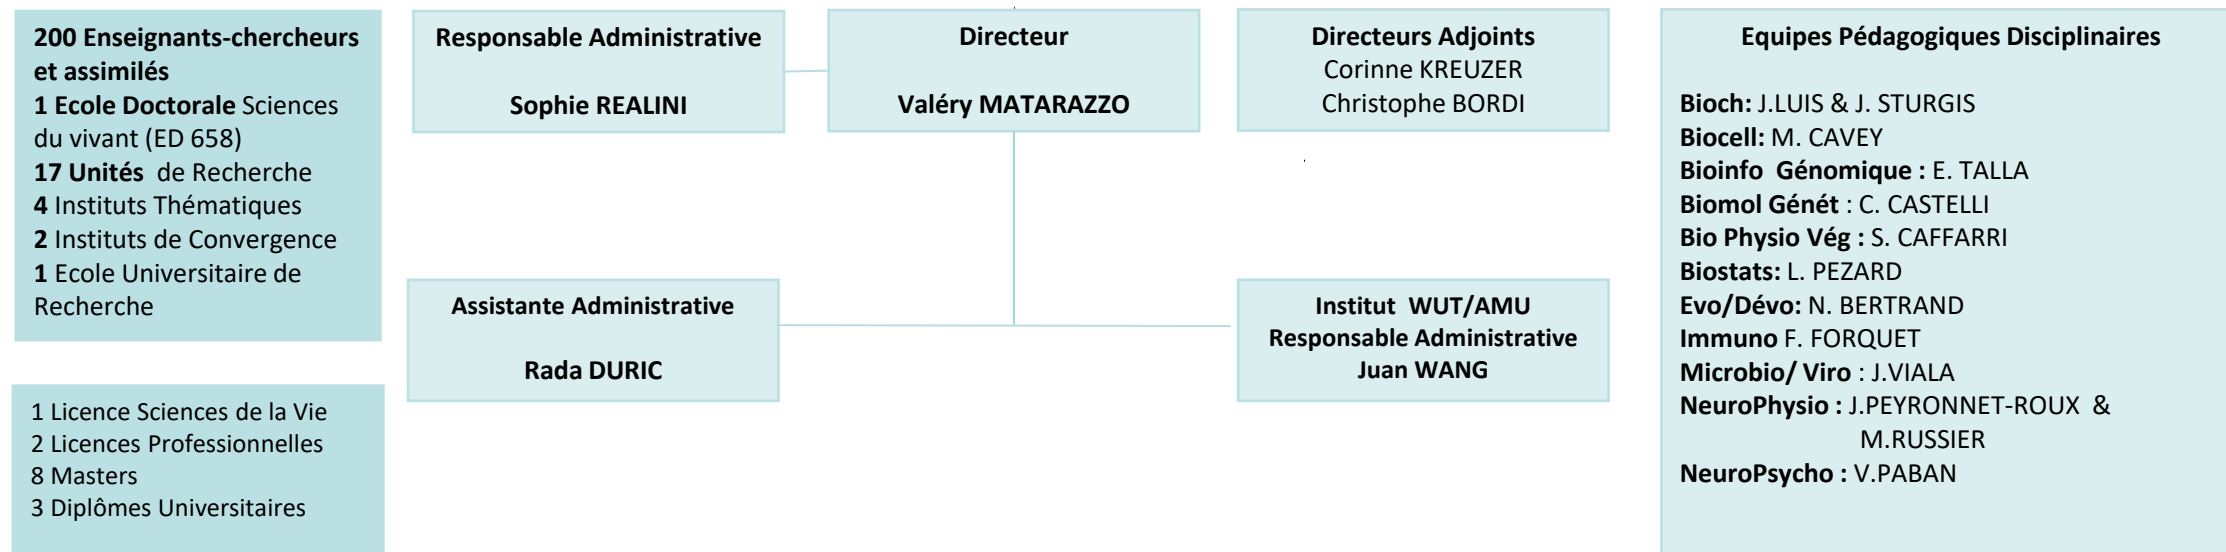 200 Enseignants-chercheurs
et assimilés
1 Ecole Doctorale Sciences
du vivant (ED 658)
17 Unités de Recherche
4 Instituts Thématiques
2 Instituts de Convergence
1 Ecole Universitaire de
Recherche
1 Licence Sciences de la Vie
2 Licences Professionnelles
8 Masters
3 Diplômes Universitaires
Responsable Administrative
Sophie REALINI
Directeur
Valéry MATARAZZO
Directeurs Adjoints
Corinne KREUZER
Christophe BORDI
Assistante Administrative
Rada DURIC
Institut WUT/AMU
Responsable Administrative
Juan WANG
Equipes Pédagogiques Disciplinaires
Bioch: J.LUIS & J. STURGIS
Biocell: M. CAVEY
Bioinfo Génomique : E. TALLA
Biomol Génét : C. CASTELLI
Bio Physio Vég : S. CAFFARRI
Biostats: L. PEZARD
Evo/Dévo: N. BERTRAND
Immuno F. FORQUET
Microbio/ Viro : J.VIALA
NeuroPhysio : J.PEYRONNET-ROUX &
M.RUSSIER
NeuroPsycho : V.PABAN